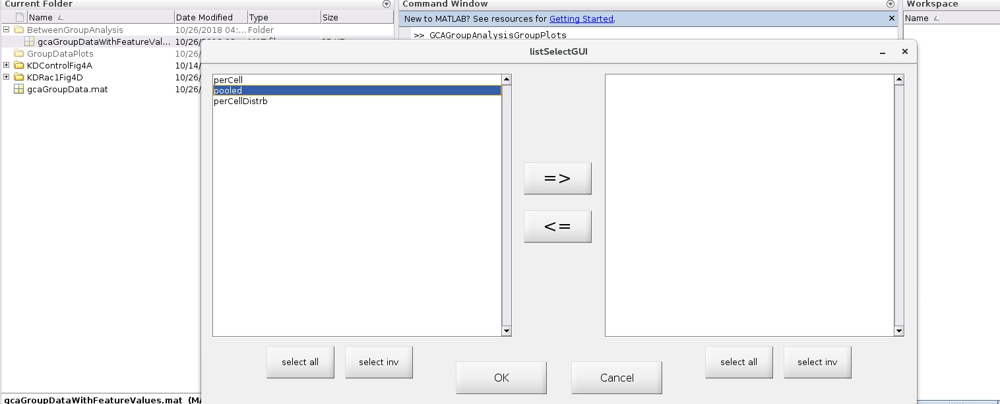 Current Folder
Name Date Modified Type Size
BetweenGroupAnalysis 10/26/2018 04:... Folder
gcaGroupDataWithFeatureVal... 10/26/2018
GroupDataPlots 10/26/
KDControlFig4A 10/14/
KDRac1Fig4D 10/26/
gcaGroupData.mat 10/26/
Command Window
New to MATLAB? See resources for Getting Started. ×
>> GCAGroupAnalysisGroupPlots
Workspace
Name
listSelectGUI
perCell
pooled
perCellDistrb
=>
<=
select all select inv
OK Cancel
select all select inv
gcaGroupDataWithFeatureValues.mat (MA